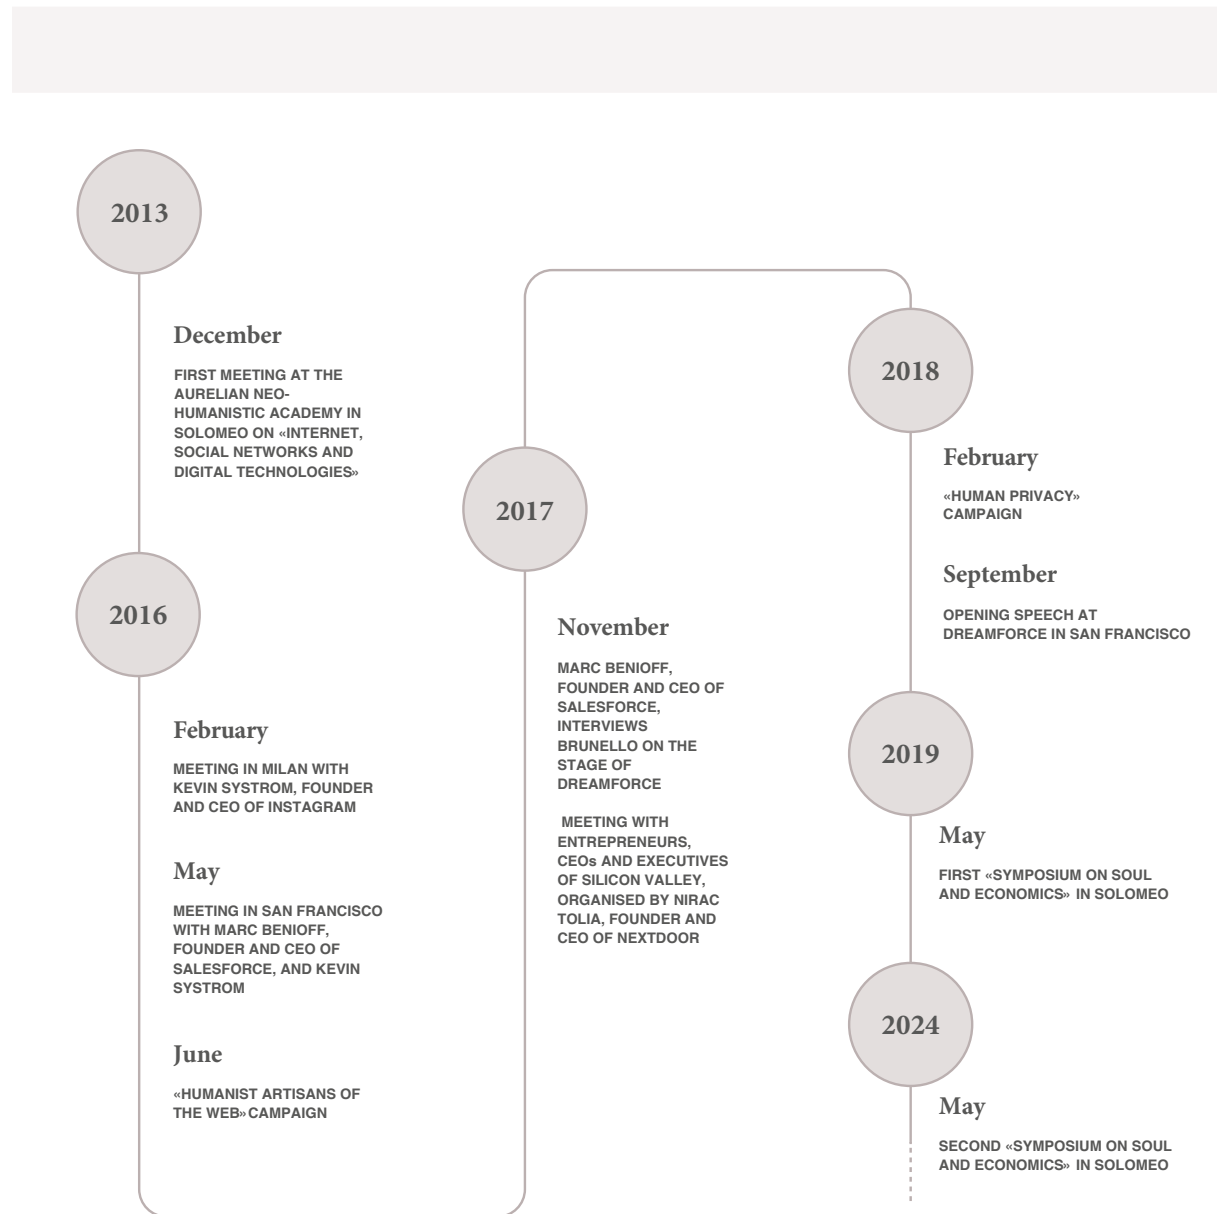 2013
December
FIRST MEETING AT THE
AURELIAN NEO-
HUMANISTIC ACADEMY IN
SOLOMEO ON «INTERNET,
SOCIAL NETWORKS AND
DIGITAL TECHNOLOGIES»
2016
February
MEETING IN MILAN WITH
KEVIN SYSTROM, FOUNDER
AND CEO OF INSTAGRAM
May
MEETING IN SAN FRANCISCO
WITH MARC BENIOFF,
FOUNDER AND CEO OF
SALESFORCE, AND KEVIN
SYSTROM
June
«HUMANIST ARTISANS OF
THE WEB» CAMPAIGN
2017
November
MARC BENIOFF,
FOUNDER AND CEO OF
SALESFORCE,
INTERVIEWS
BRUNELLO ON THE
STAGE OF
DREAMFORCE
MEETING WITH
ENTREPRENEURS,
CEOs AND EXECUTIVES
OF SILICON VALLEY,
ORGANISED BY NIRAC
TOLIA, FOUNDER AND
CEO OF NEXTDOOR
2018
February
«HUMAN PRIVACY»
CAMPAIGN
September
OPENING SPEECH AT
DREAMFORCE IN SAN FRANCISCO
2019
May
FIRST «SYMPOSIUM ON SOUL
AND ECONOMICS» IN SOLOMEO
2024
May
SECOND «SYMPOSIUM ON SOUL
AND ECONOMICS» IN SOLOMEO